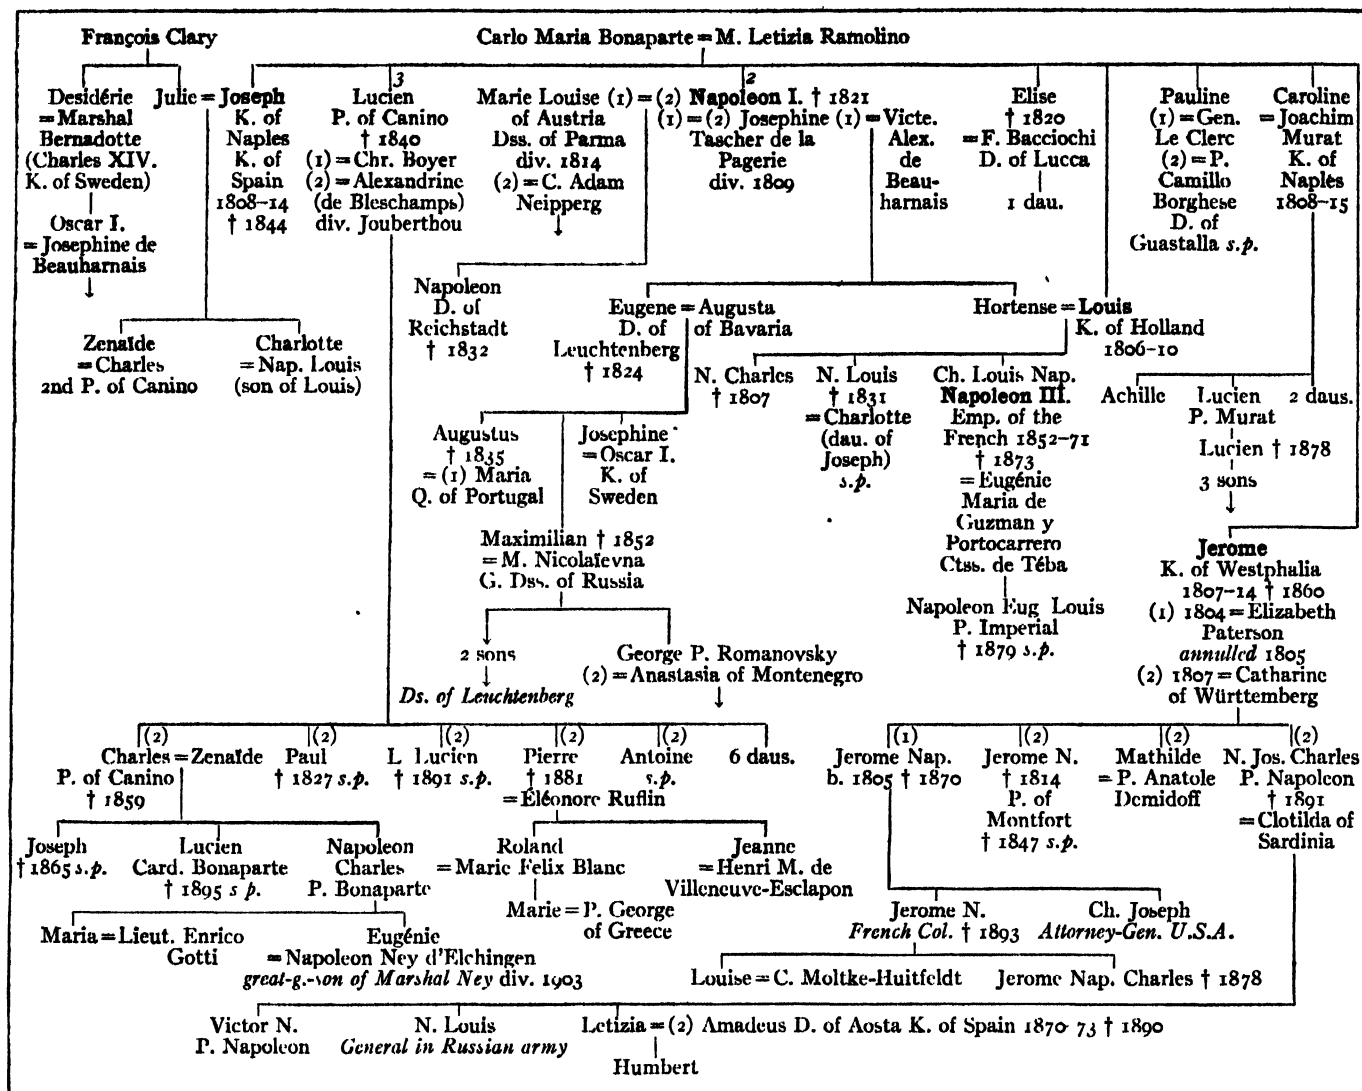 François Clary
Carlo Maria Bonaparte = M. Letizia Ramolino
Desidérie
= Marshal
Bernadotte
(Charles XIV.
K. of Sweden)
Oscar I.
= Josephine de
Beauharnais
Julie = Joseph
K. of
Naples
K. of
Spain
1808-14
† 1844
Zenaïde
= Charles
2nd P. of Canino
Charlotte
= Nap. Louis
(son of Louis)
3
Lucien
P. of Canino
† 1840
(1) = Chr. Boyer
(2) = Alexandrine
(de Bleschamps)
div. Jouberthou
2
Marie Louise (1) = (2) Napoleon I. † 1821
of Austria
Dss. of Parma
div. 1814
(2) = C. Adam
Neipperg
(1) = (2) Josephine (1) = Victe.
Tascher de la
Pagerie
div. 1809
Alex.
de
Beau-
harnais
Elise
† 1820
= F. Bacciochi
D. of Lucca
1 dau.
Pauline
(1) = Gen.
Le Clerc
(2) = P.
Camillo
Borghese
D. of
Guastalla s.p.
Caroline
= Joachim
Murat
K. of
Naples
1808-15
Napoleon
D. of
Reichstadt
† 1832
Eugene = Augusta
D. of
Leuchtenberg
† 1824
of Bavaria
Hortense = Louis
K. of Holland
1806-10
N. Charles
† 1807
N. Louis
† 1831
= Charlotte
(dau. of
Joseph)
s.p.
Ch. Louis Nap.
Napoleon III.
Emp. of the
French 1852-71
† 1873
= Eugénie
Maria de
Guzman y
Portocarrero
Ctss. de Téba
Napoleon Eug Louis
P. Imperial
† 1879 s.p.
Achille
Lucien
P. Murat
Lucien † 1878
3 sons
2 daus.
Augustus
† 1835
= (1) Maria
Q. of Portugal
Josephine
= Oscar I.
K. of
Sweden
Maximilian † 1852
= M. Nicolaïevna
G. Dss. of Russia
2 sons
Ds. of Leuchtenberg
George P. Romanovsky
(2) = Anastasia of Montenegro
Jerome
K. of Westphalia
1807-14 † 1860
(1) 1804 = Elizabeth
Paterson
annulled 1805
(2) 1807 = Catharine
of Württemberg
(2)
Charles = Zenaïde
P. of Canino
† 1859
(2)
Paul
† 1827 s.p.
(2)
L Lucien
† 1891 s.p.
(2)
Pierre
† 1881
= Éléonore Ruflin
(2)
Antoine
s.p.
6 daus.
(1)
Jerome Nap.
b. 1805 † 1870
(2)
Jerome N.
† 1814
P. of
Montfort
† 1847 s.p.
(2)
Mathilde
= P. Anatole
Demidoff
(2)
N. Jos. Charles
P. Napoleon
† 1891
= Clotilda of
Sardinia
Joseph
† 1865 s.p.
Lucien
Card. Bonaparte
† 1895 s p.
Napoleon
Charles
P. Bonaparte
Roland
= Marie Felix Blanc
Jeanne
= Henri M. de
Villeneuve-Esclapon
Marie = P. George
of Greece
Jerome N.
French Col. † 1893
Ch. Joseph
Attorney-Gen. U.S.A.
Maria = Lieut. Enrico
Gotti
Eugénie
= Napoleon Ney d'Elchingen
great-g.-son of Marshal Ney div. 1903
Louise = C. Moltke-Huitfeldt
Jerome Nap. Charles † 1878
Victor N.
P. Napoleon
N. Louis
General in Russian army
Letizia = (2) Amadeus D. of Aosta K. of Spain 1870-73 † 1890
Humbert